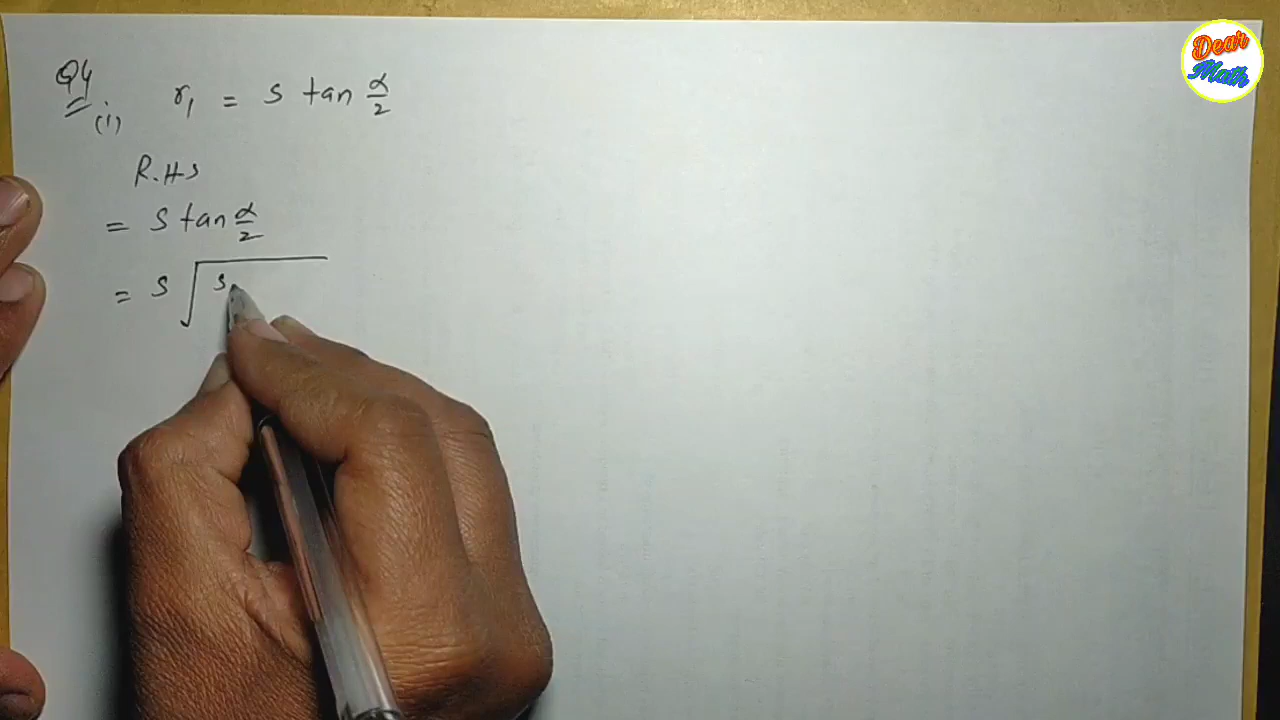 Q4
(i) r₁ = s tan α/2
R.H.S
= s tan α/2
= s √s
Dear
Math